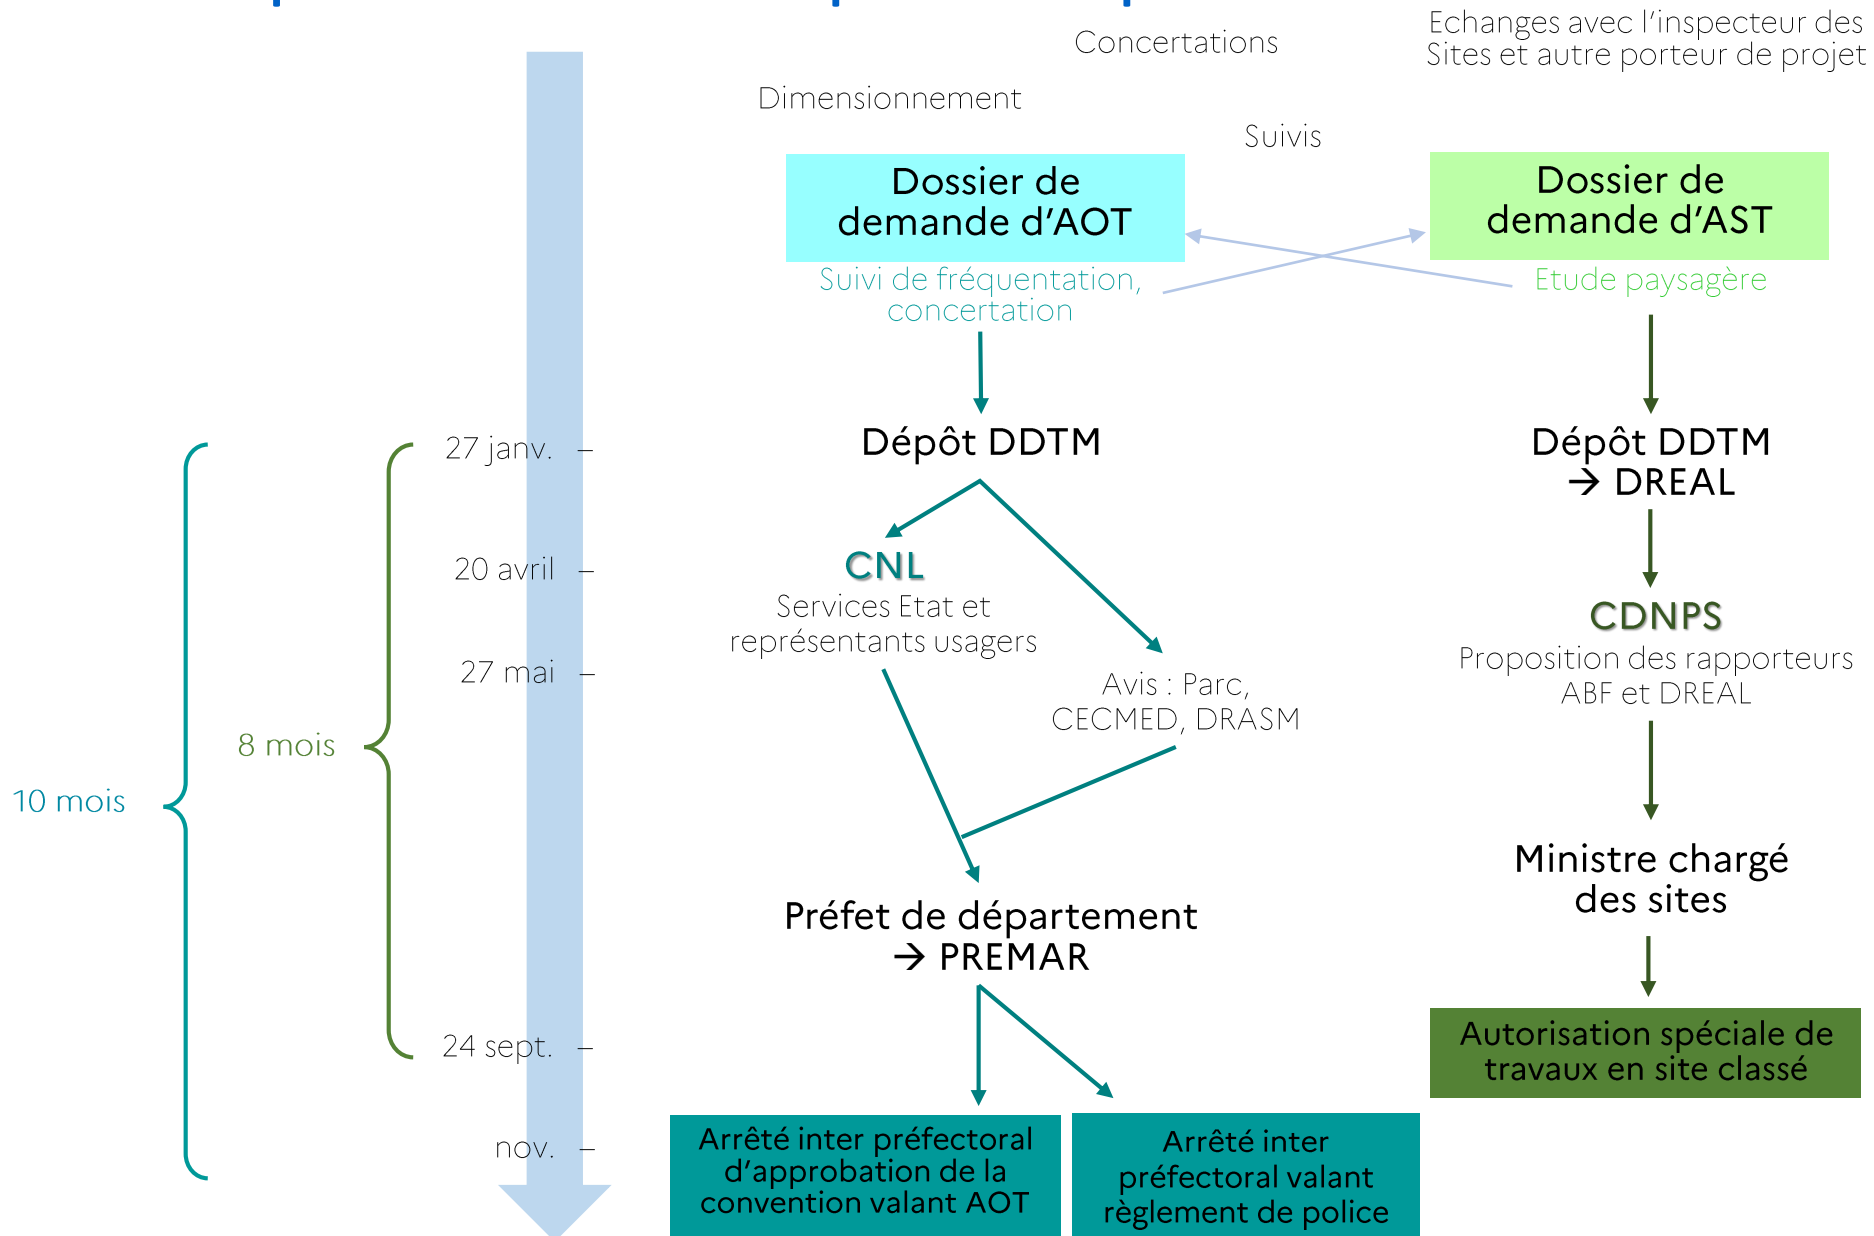 Echanges avec l'inspecteur des
Sites et autre porteur de projet
Concertations
Dimensionnement
Suivis
Dossier de
demande d'AOT
Suivi de fréquentation,
concertation
Dossier de
demande d'AST
Etude paysagère
10 mois
8 mois
27 janv.
20 avril
27 mai
24 sept.
nov.
Dépôt DDTM
CNL
Services Etat et
représentants usagers
Avis : Parc,
CECMED, DRASM
Préfet de département
→ PREMAR
Arrêté inter préfectoral
d'approbation de la
convention valant AOT
Arrêté inter
préfectoral valant
règlement de police
Dépôt DDTM
→ DREAL
CDNPS
Proposition des rapporteurs
ABF et DREAL
Ministre chargé
des sites
Autorisation spéciale de
travaux en site classé